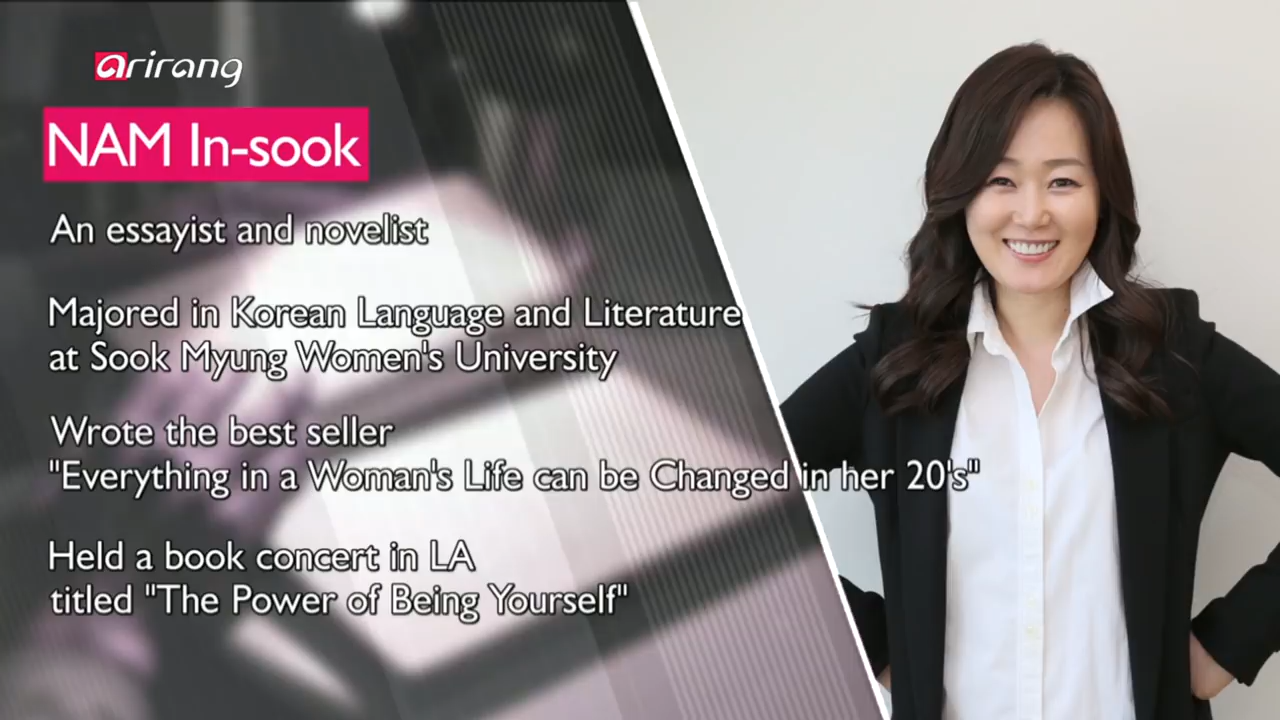 arirang
NAM In-sook
An essayist and novelist
Majored in Korean Language and Literature
at Sook Myung Women's University
Wrote the best seller
"Everything in a Woman's Life can be Changed in her 20's"
Held a book concert in LA
titled "The Power of Being Yourself"